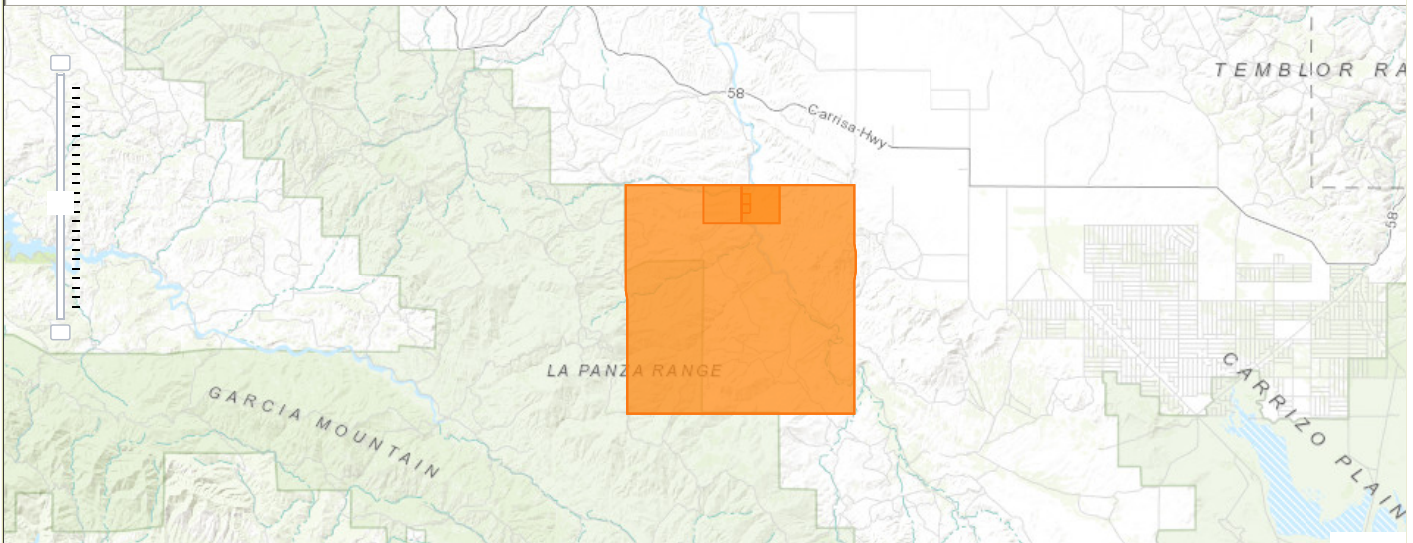 TEMBLOR RA
58
Carrisa Hwy
58
LA PANZA RANGE
GARCIA MOUNTAIN
CARRIZO PLAIN